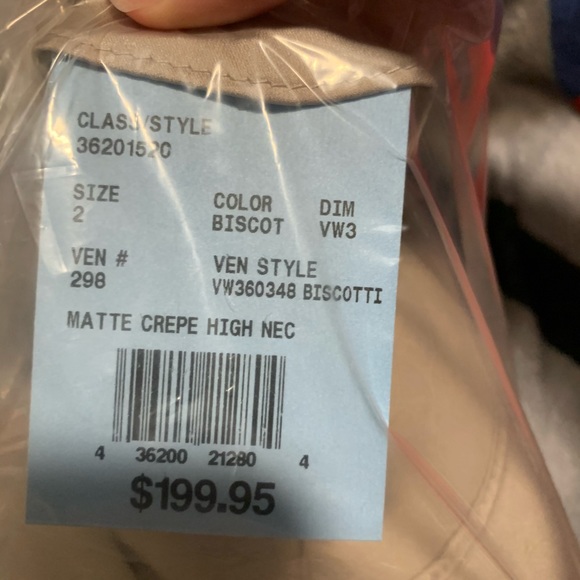 CLASS/STYLE
36201520
SIZE COLOR DIM
2 BISCOT VW3
VEN # VEN STYLE
298 VW360348 BISCOTTI
MATTE CREPE HIGH NEC
4 36200 21280 4
$199.95